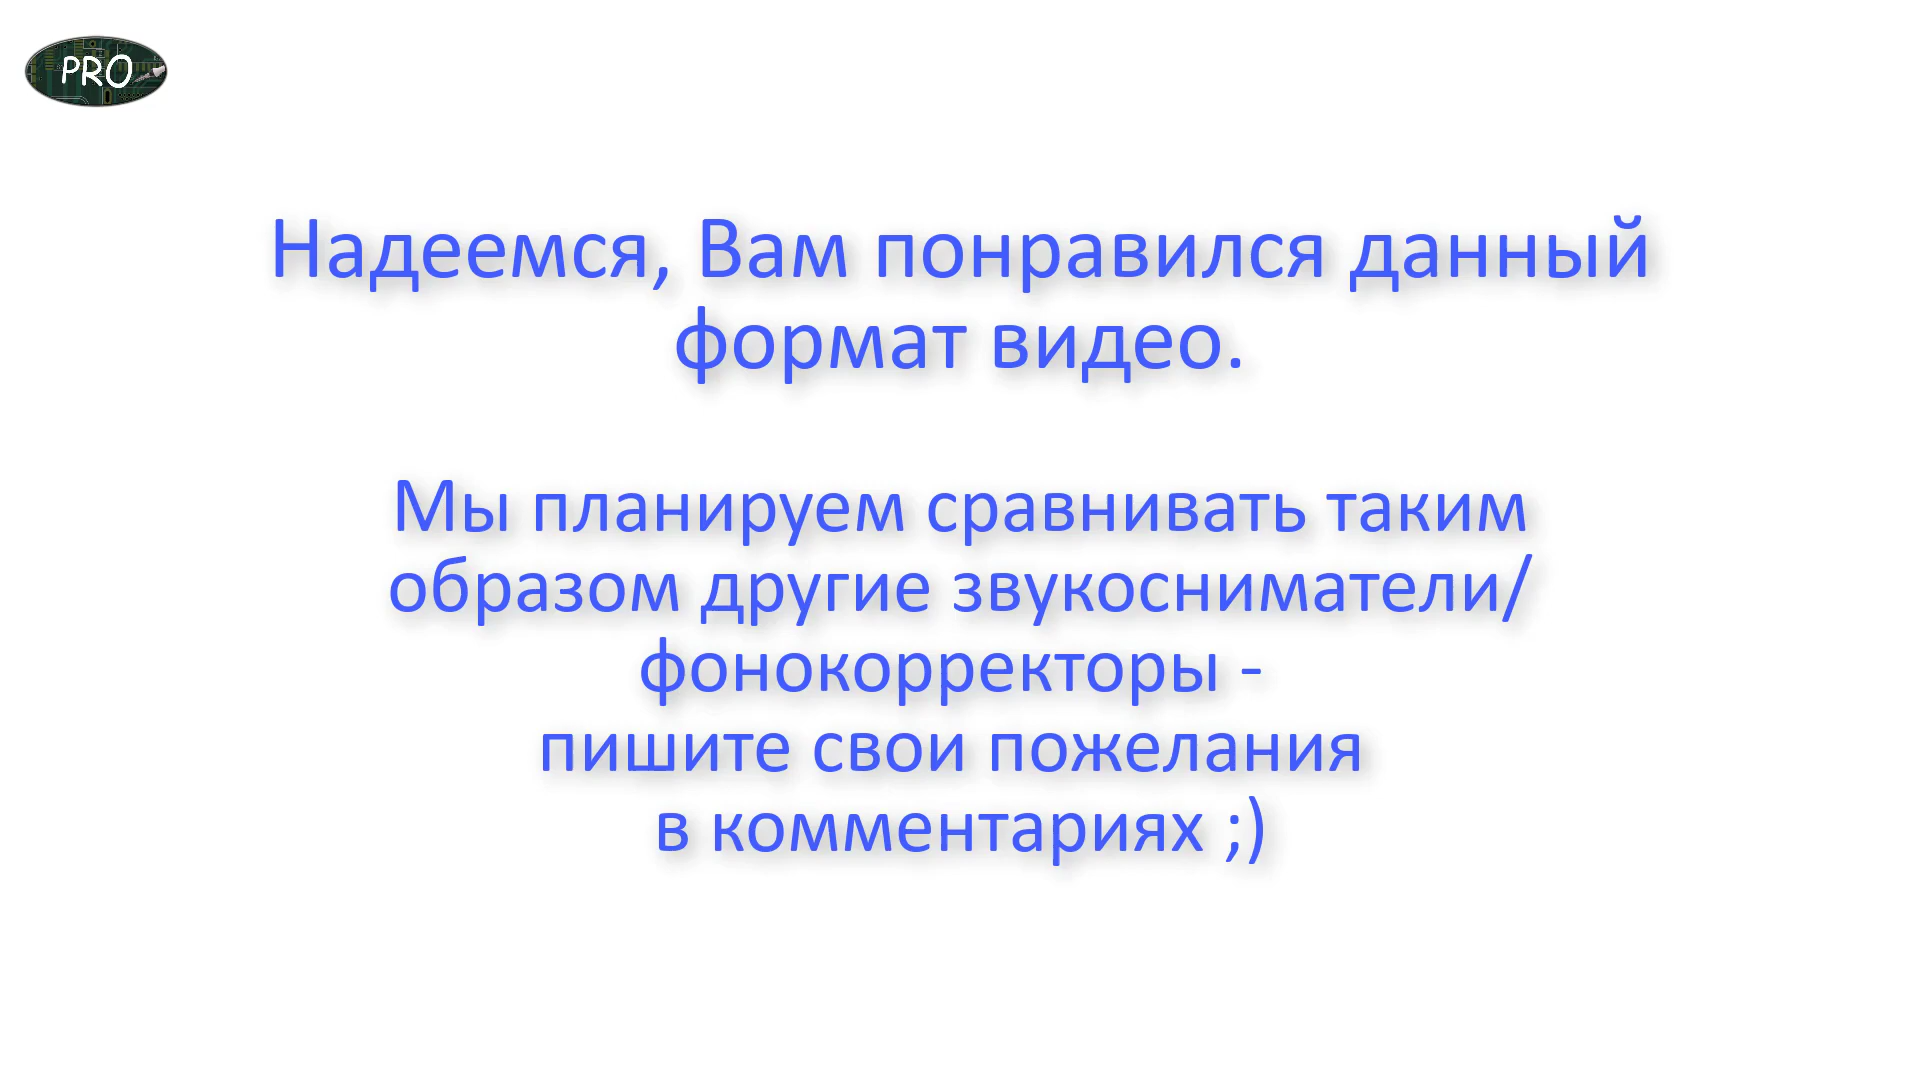 PRO
Надеемся, Вам понравился данный
формат видео.
Мы планируем сравнивать таким
образом другие звукосниматели/
фонокорректоры -
пишите свои пожелания
в комментариях ;)